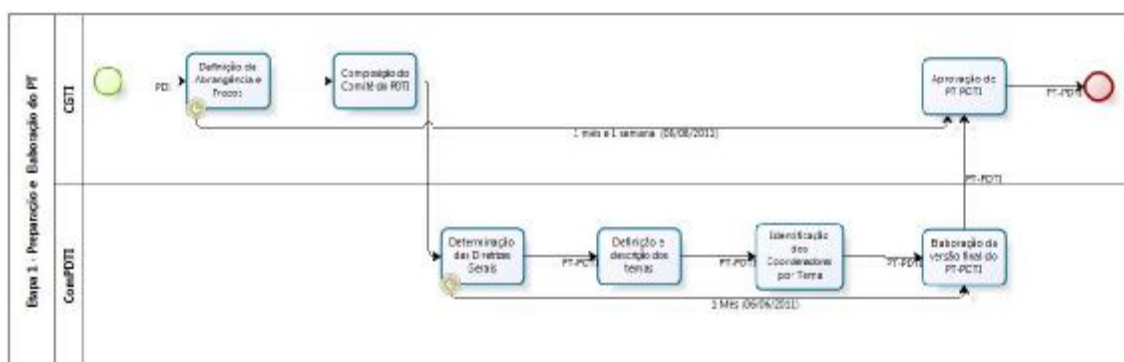 Etapa 1 - Preparação e Elaboração do PT
CGTI
PDI
Definição de
Abrangência e
Prazos
Composição do
Comitê de PDTI
Aprovação do
PT PDTI
PT-PDTI
1 mês e 1 semana (06/06/2011)
PT-PDTI
ComPDTI
Determinação
das Diretrizes
Gerais
PT-PDTI
Definição e
descrição dos
temas
PT-PDTI
Identificação
dos
Coordenadores
por Tema
PT-PDTI
Elaboração da
versão final do
PT-PDTI
1 Mês (06/06/2011)